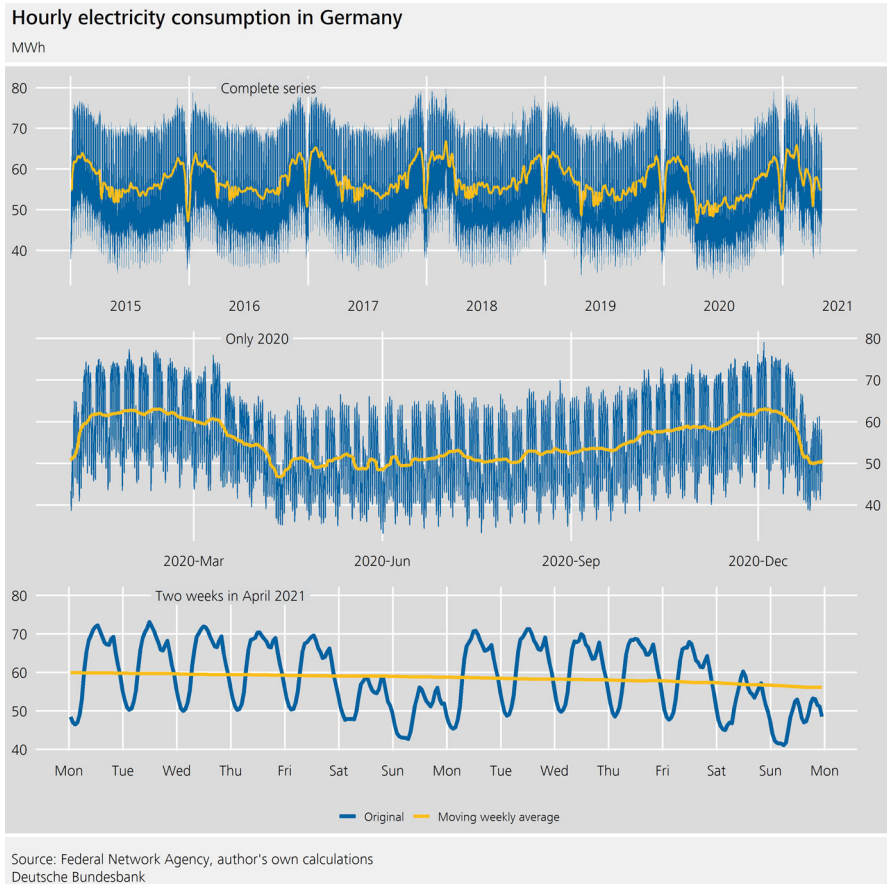 Hourly electricity consumption in Germany
MWh
Complete series
80
70
60
50
40
2015 2016 2017 2018 2019 2020 2021
Only 2020
80
70
60
50
40
2020-Mar 2020-Jun 2020-Sep 2020-Dec
Two weeks in April 2021
80
70
60
50
40
Mon Tue Wed Thu Fri Sat Sun Mon Tue Wed Thu Fri Sat Sun Mon
Original Moving weekly average
Source: Federal Network Agency, author's own calculations
Deutsche Bundesbank